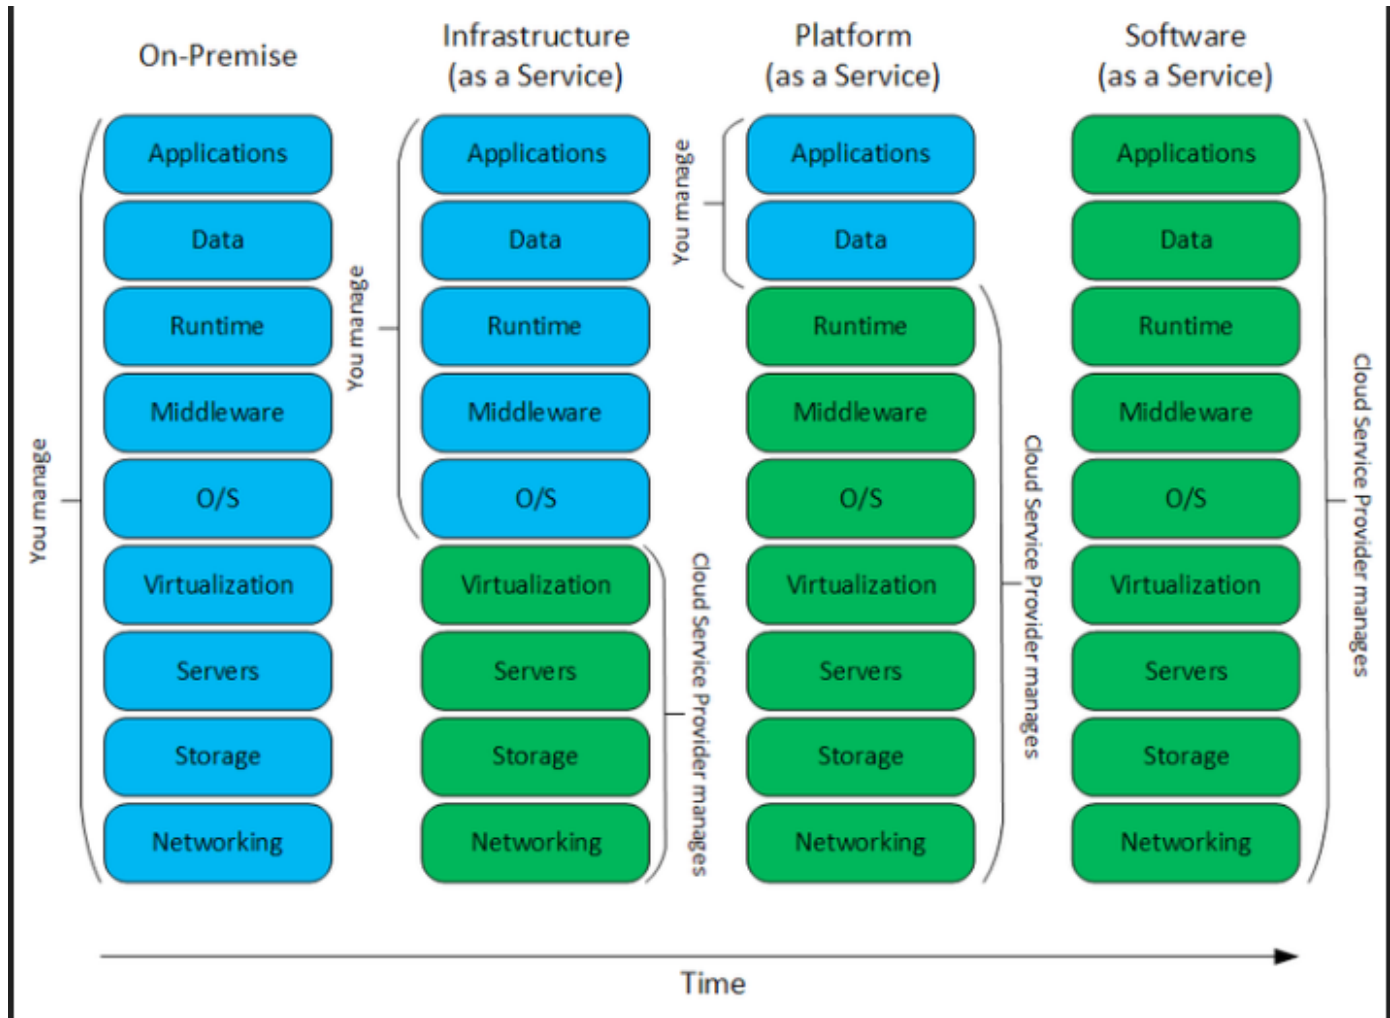 On-Premise
Infrastructure
(as a Service)
Platform
(as a Service)
Software
(as a Service)
You manage
Applications
Data
Runtime
Middleware
O/S
Virtualization
Servers
Storage
Networking
You manage
Applications
Data
Runtime
Middleware
O/S
Virtualization
Servers
Storage
Networking
Cloud Service Provider manages
You manage
Applications
Data
Runtime
Middleware
O/S
Virtualization
Servers
Storage
Networking
Cloud Service Provider manages
Applications
Data
Runtime
Middleware
O/S
Virtualization
Servers
Storage
Networking
Cloud Service Provider manages
Time